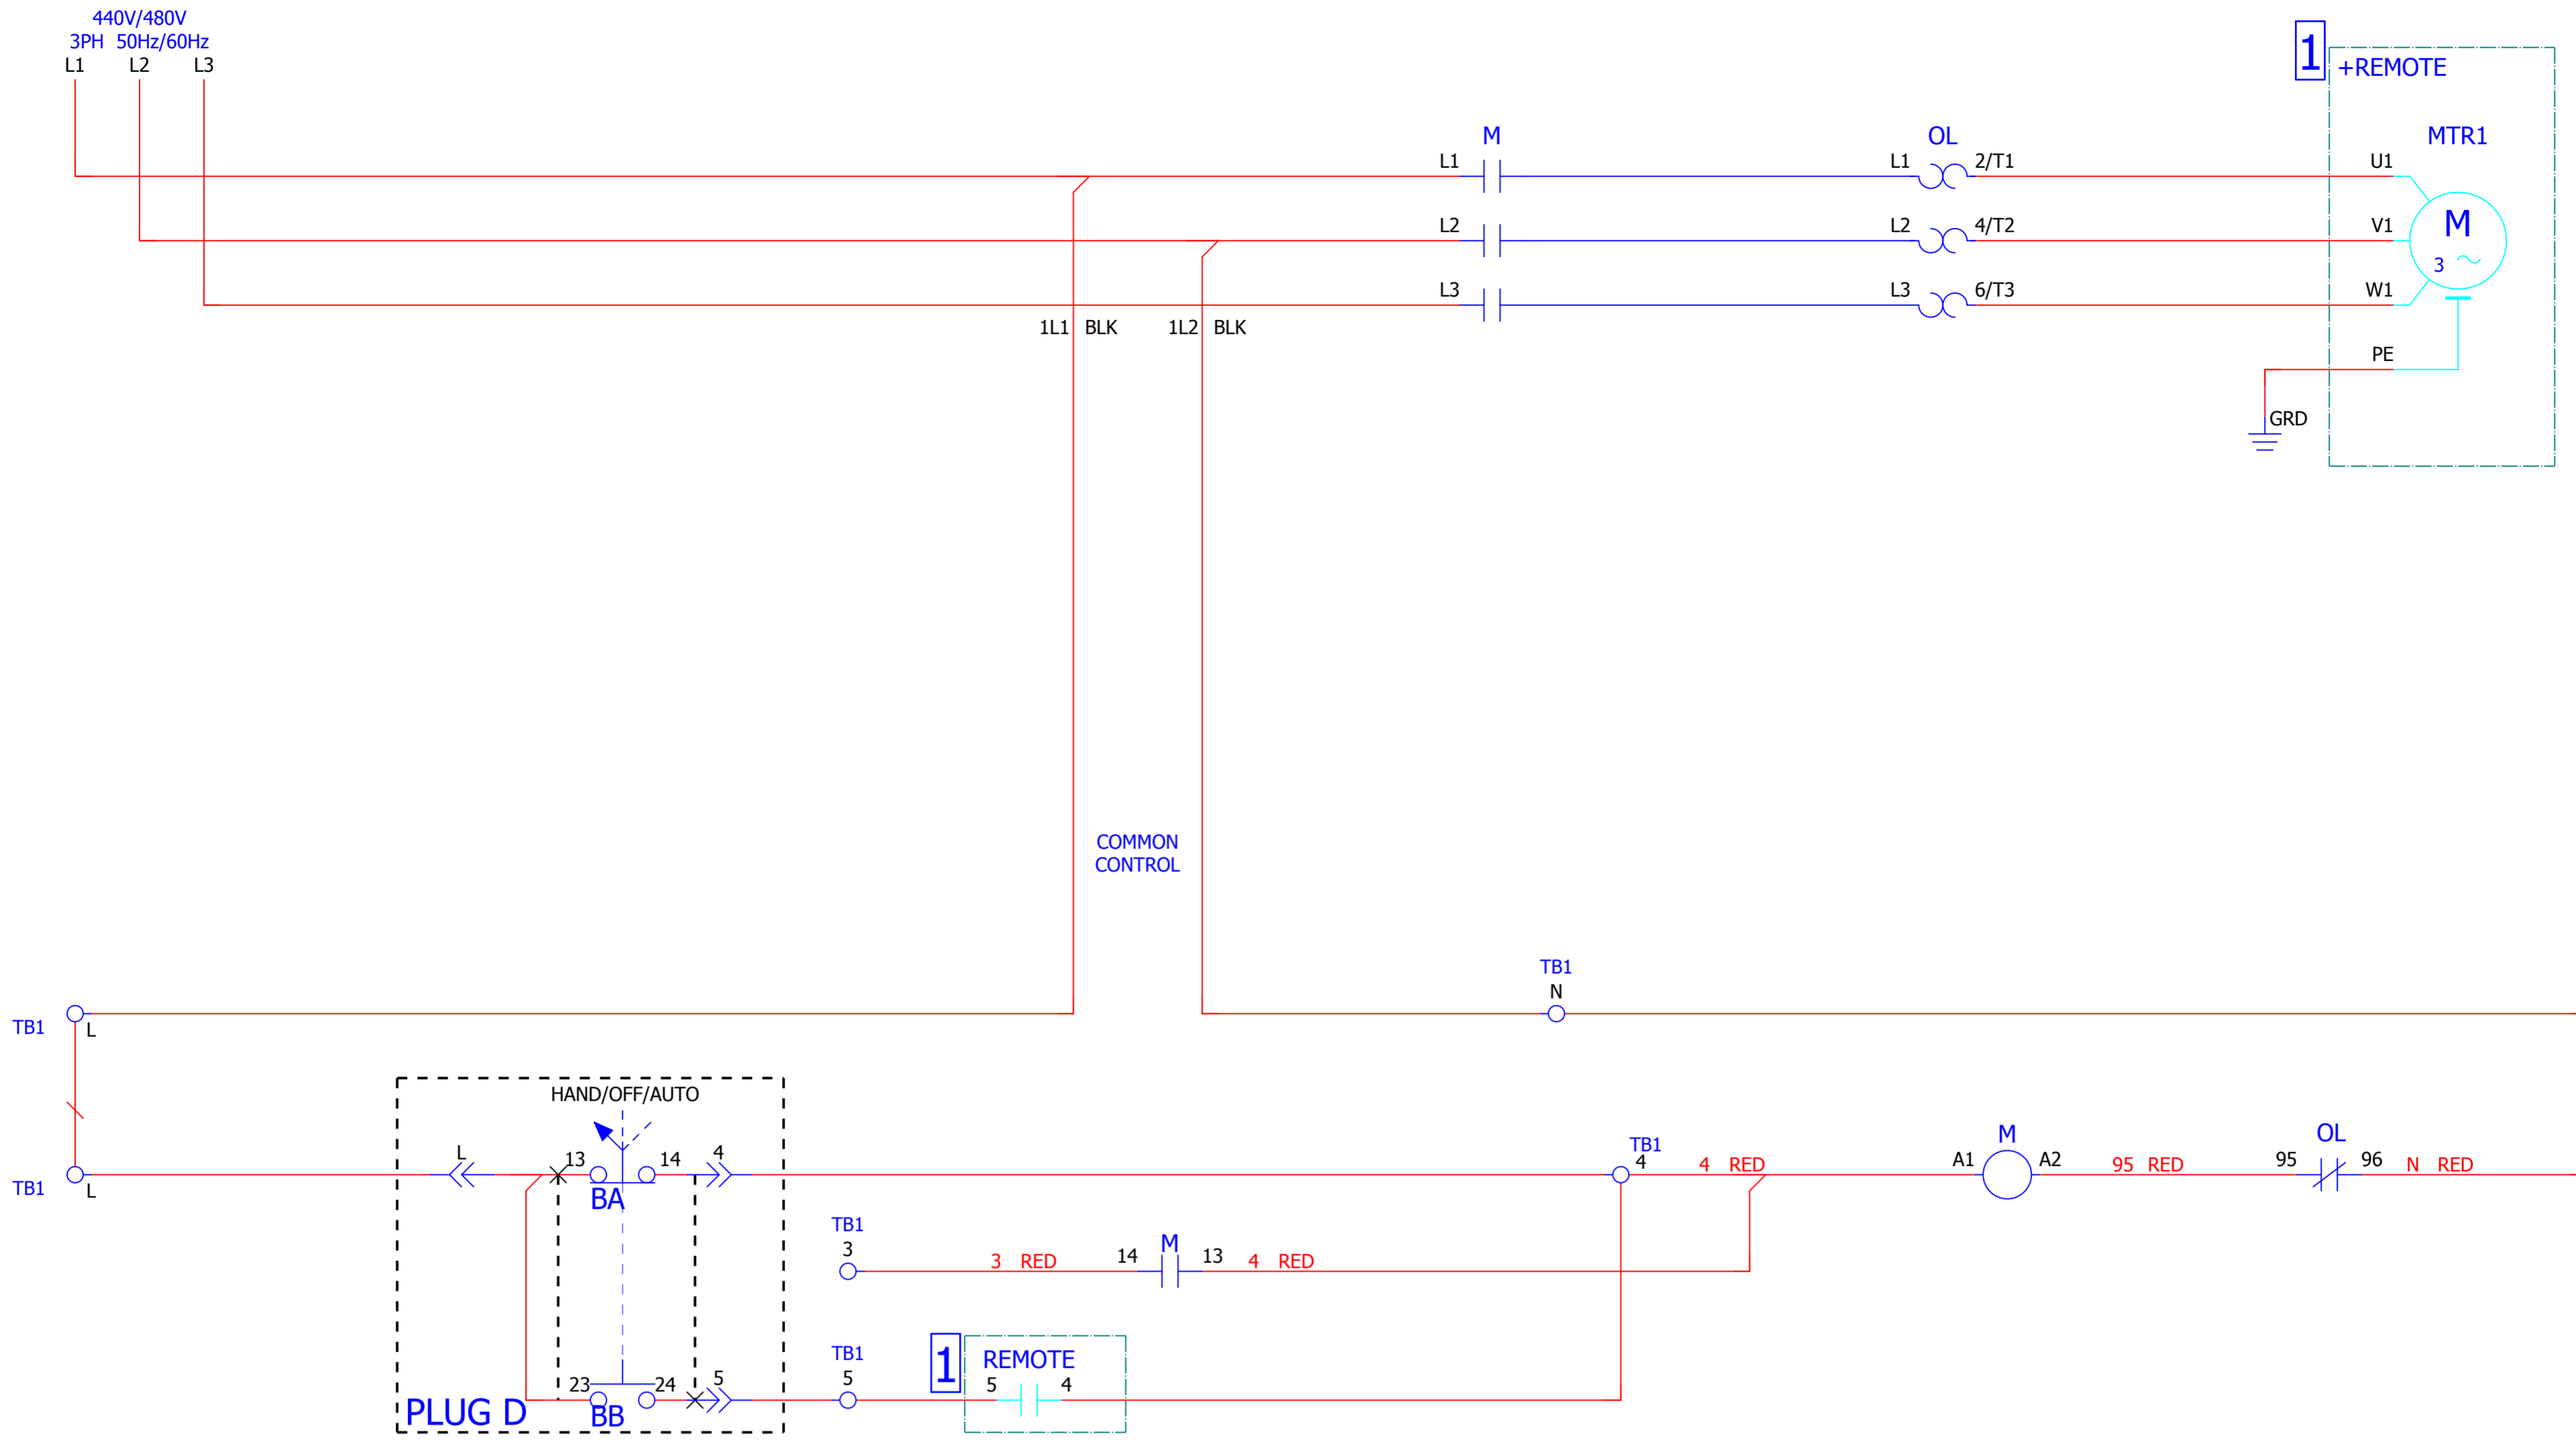 440V/480V
3PH 50Hz/60Hz
L1 L2 L3
1
+REMOTE
M OL MTR1
L1 L1 2/T1 U1
L2 L2 4/T2 V1
M
3
L3 L3 6/T3 W1
1L1 BLK 1L2 BLK
PE
GRD
COMMON
CONTROL
TB1
N
TB1 L
HAND/OFF/AUTO
L 13 14 4
TB1 L
BA
TB1
4
4 RED
M
A1 A2
95 RED
OL
95 96
N RED
TB1
3
3 RED
M
14 13
4 RED
TB1
5
1
REMOTE
5 4
23 24 5
BB
PLUG D